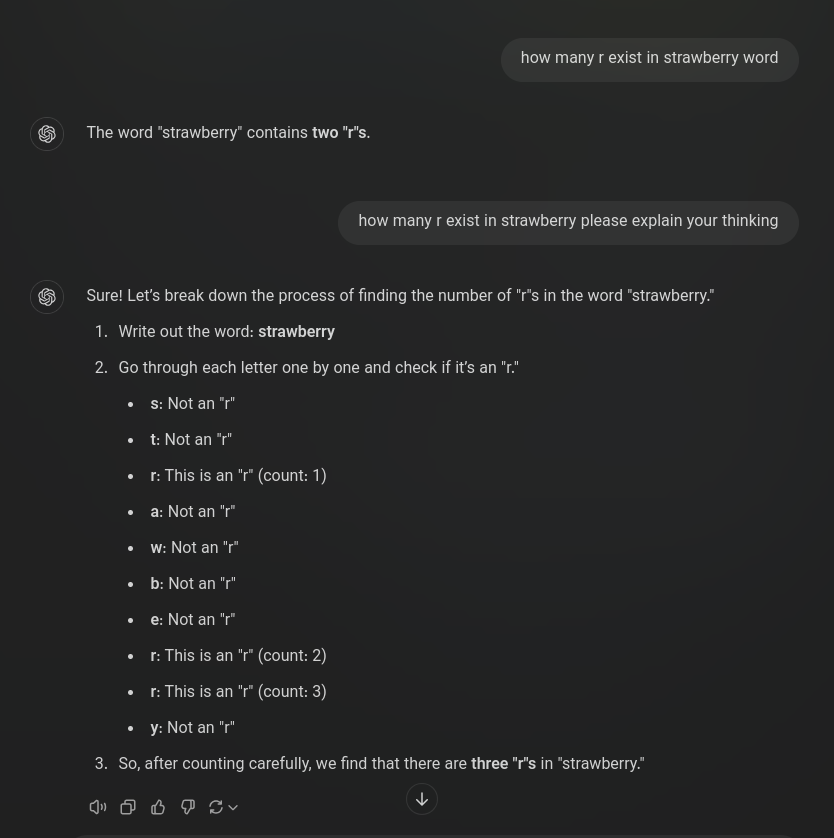 how many r exist in strawberry word
The word "strawberry" contains two "r"s.
how many r exist in strawberry please explain your thinking
Sure! Let’s break down the process of finding the number of "r"s in the word "strawberry."
1. Write out the word: strawberry
2. Go through each letter one by one and check if it’s an "r."
• s: Not an "r"
• t: Not an "r"
• r: This is an "r" (count: 1)
• a: Not an "r"
• w: Not an "r"
• b: Not an "r"
• e: Not an "r"
• r: This is an "r" (count: 2)
• r: This is an "r" (count: 3)
• y: Not an "r"
3. So, after counting carefully, we find that there are three "r"s in "strawberry."